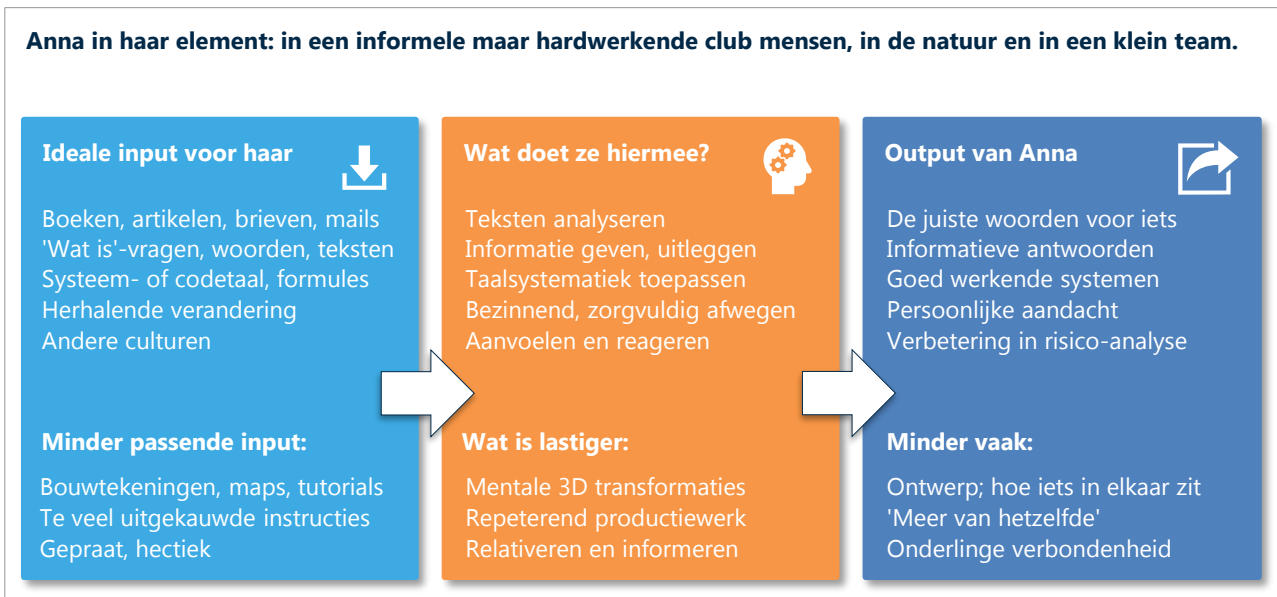 Anna in haar element: in een informele maar hardwerkende club mensen, in de natuur en in een klein team.
Ideale input voor haar
Boeken, artikelen, brieven, mails
'Wat is'-vragen, woorden, teksten
Systeem- of codetaal, formules
Herhalende verandering
Andere culturen
Minder passende input:
Bouwtekeningen, maps, tutorials
Te veel uitgekauwde instructies
Gepraat, hectiek
Wat doet ze hiermee?
Teksten analyseren
Informatie geven, uitleggen
Taalsystematiek toepassen
Bezinnend, zorgvuldig afwegen
Aanvoelen en reageren
Wat is lastiger:
Mentale 3D transformaties
Repeterend productiewerk
Relativeren en informeren
Output van Anna
De juiste woorden voor iets
Informatieve antwoorden
Goed werkende systemen
Persoonlijke aandacht
Verbetering in risico-analyse
Minder vaak:
Ontwerp; hoe iets in elkaar zit
'Meer van hetzelfde'
Onderlinge verbondenheid